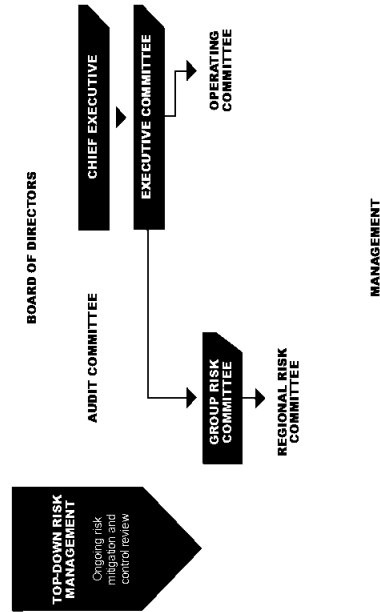 BOARD OF DIRECTORS
CHIEF EXECUTIVE
AUDIT COMMITTEE
EXECUTIVE COMMITTEE
OPERATING
COMMITTEE
GROUP RISK
COMMITTEE
REGIONAL RISK
COMMITTEE
MANAGEMENT
TOP-DOWN RISK
MANAGEMENT
Ongoing risk
mitigation and
control review